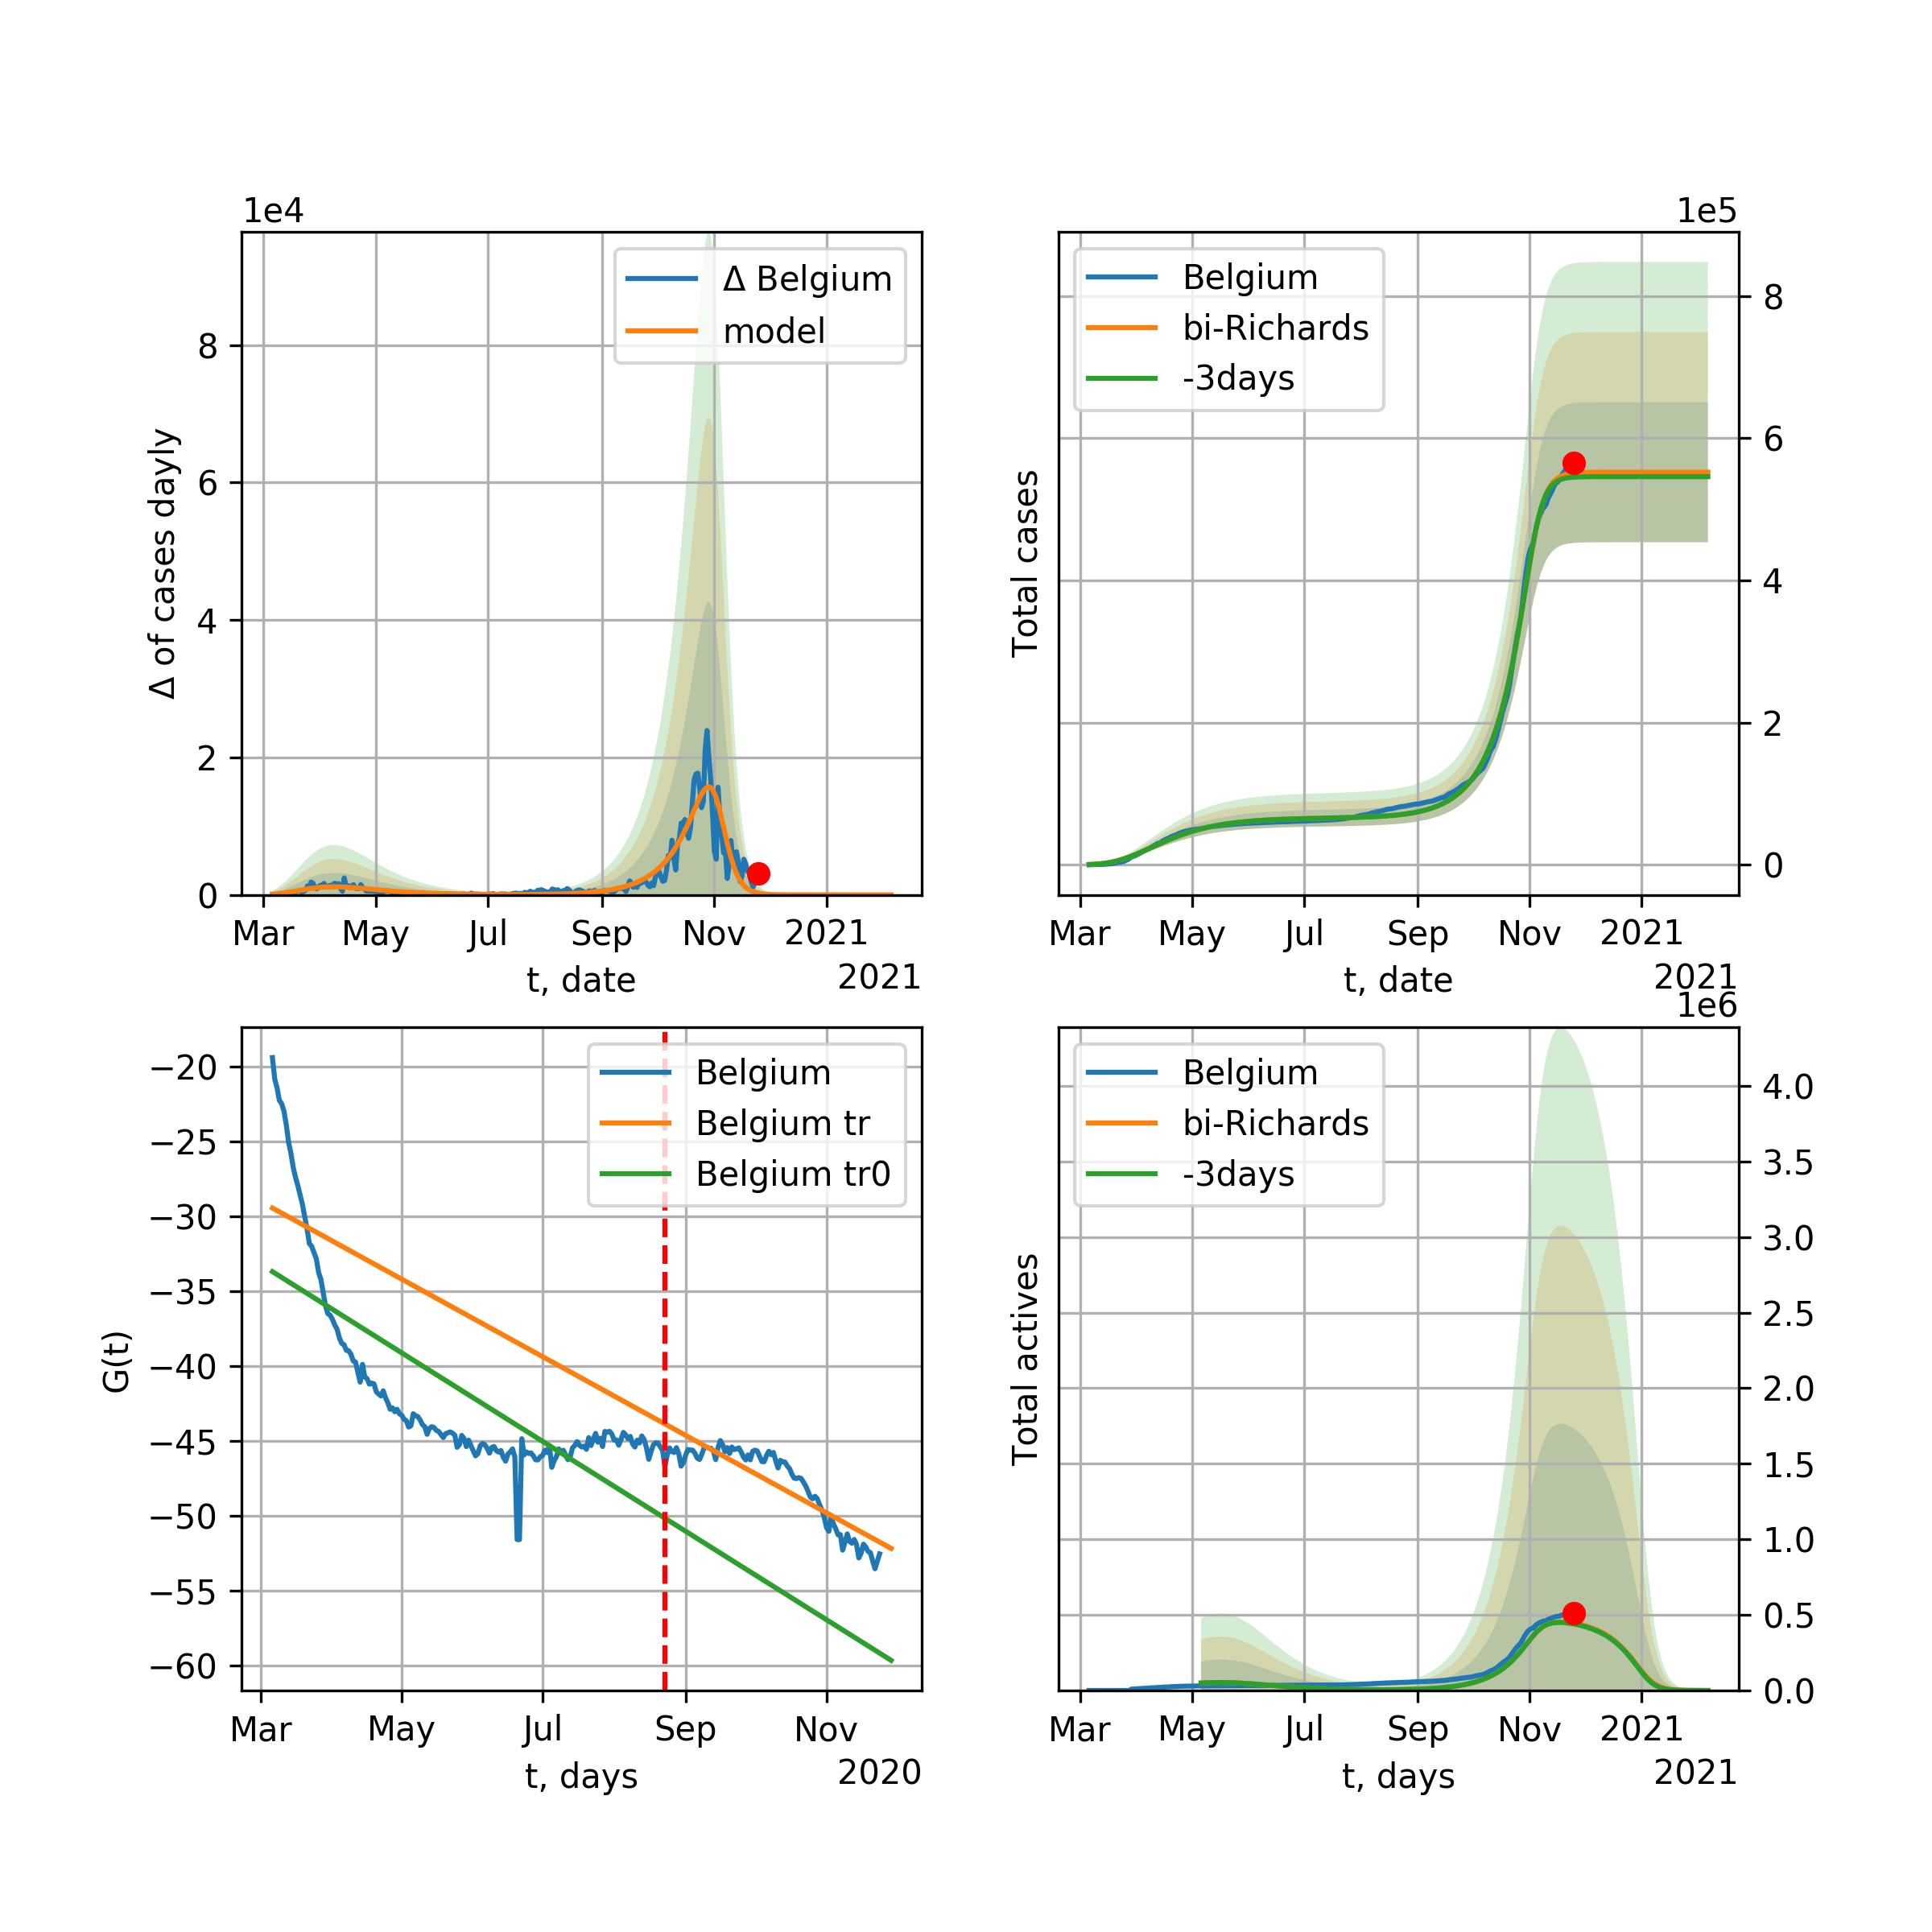 1e4
Δ Belgium
model
8
6
4
2
0
Δ of cases dayly
Mar May Jul Sep Nov 2021
t, date
2021
1e5
Belgium
bi-Richards
-3days
8
6
4
2
0
Total cases
Mar May Jul Sep Nov 2021
t, date
2021
Belgium
Belgium tr
Belgium tr0
−20
−25
−30
−35
−40
−45
−50
−55
−60
G(t)
Mar May Jul Sep Nov
t, days
2020
1e6
Belgium
bi-Richards
-3days
4.0
3.5
3.0
2.5
2.0
1.5
1.0
0.5
0.0
Total actives
Mar May Jul Sep Nov 2021
t, days
2021